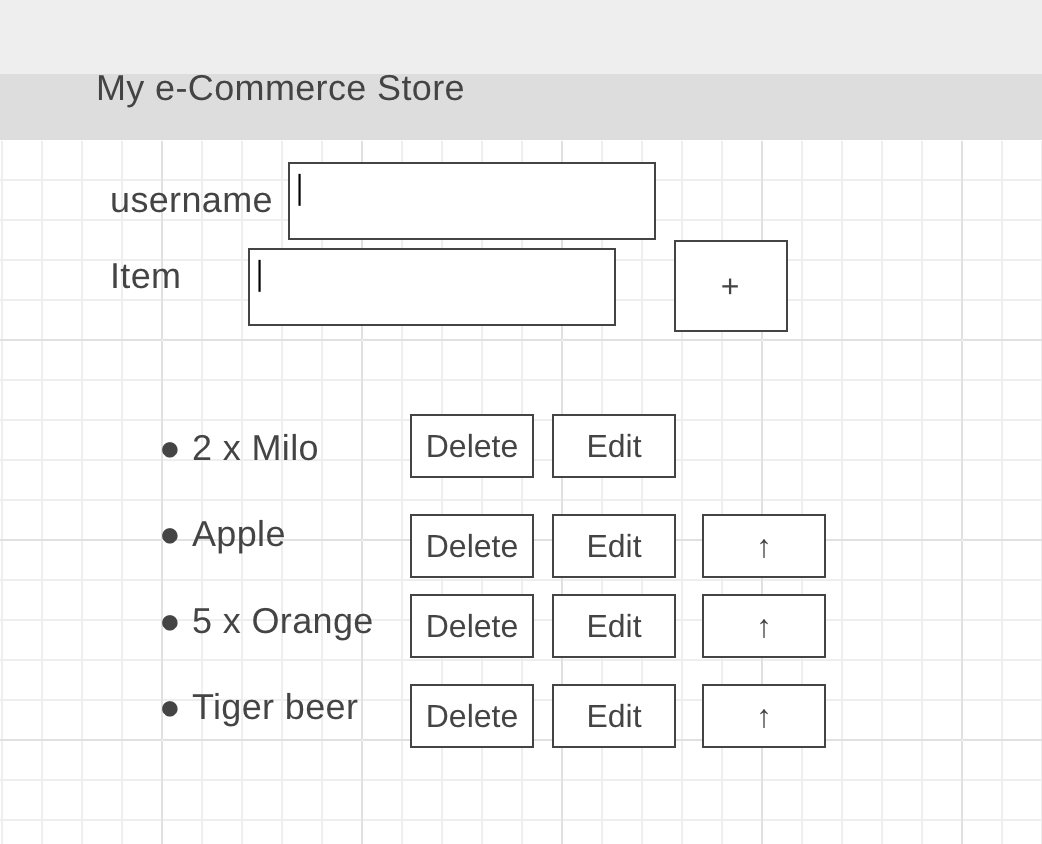 My e-Commerce Store
username
Item +
• 2 x Milo Delete Edit
• Apple Delete Edit ↑
• 5 x Orange Delete Edit ↑
• Tiger beer Delete Edit ↑